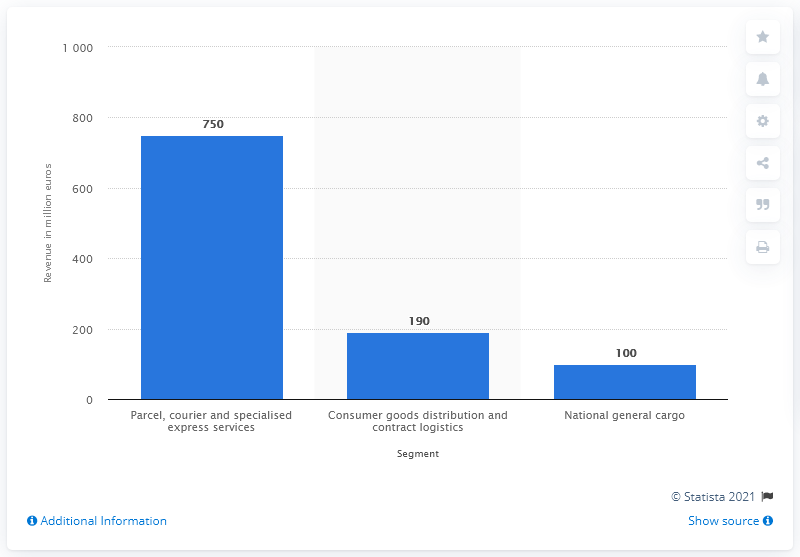 1 000
800
600
400
200
0
Revenue in million euros
750
190
100
Parcel, courier and specialised
express services
Consumer goods distribution and
contract logistics
National general cargo
Segment
© Statista 2021
Additional Information
Show source